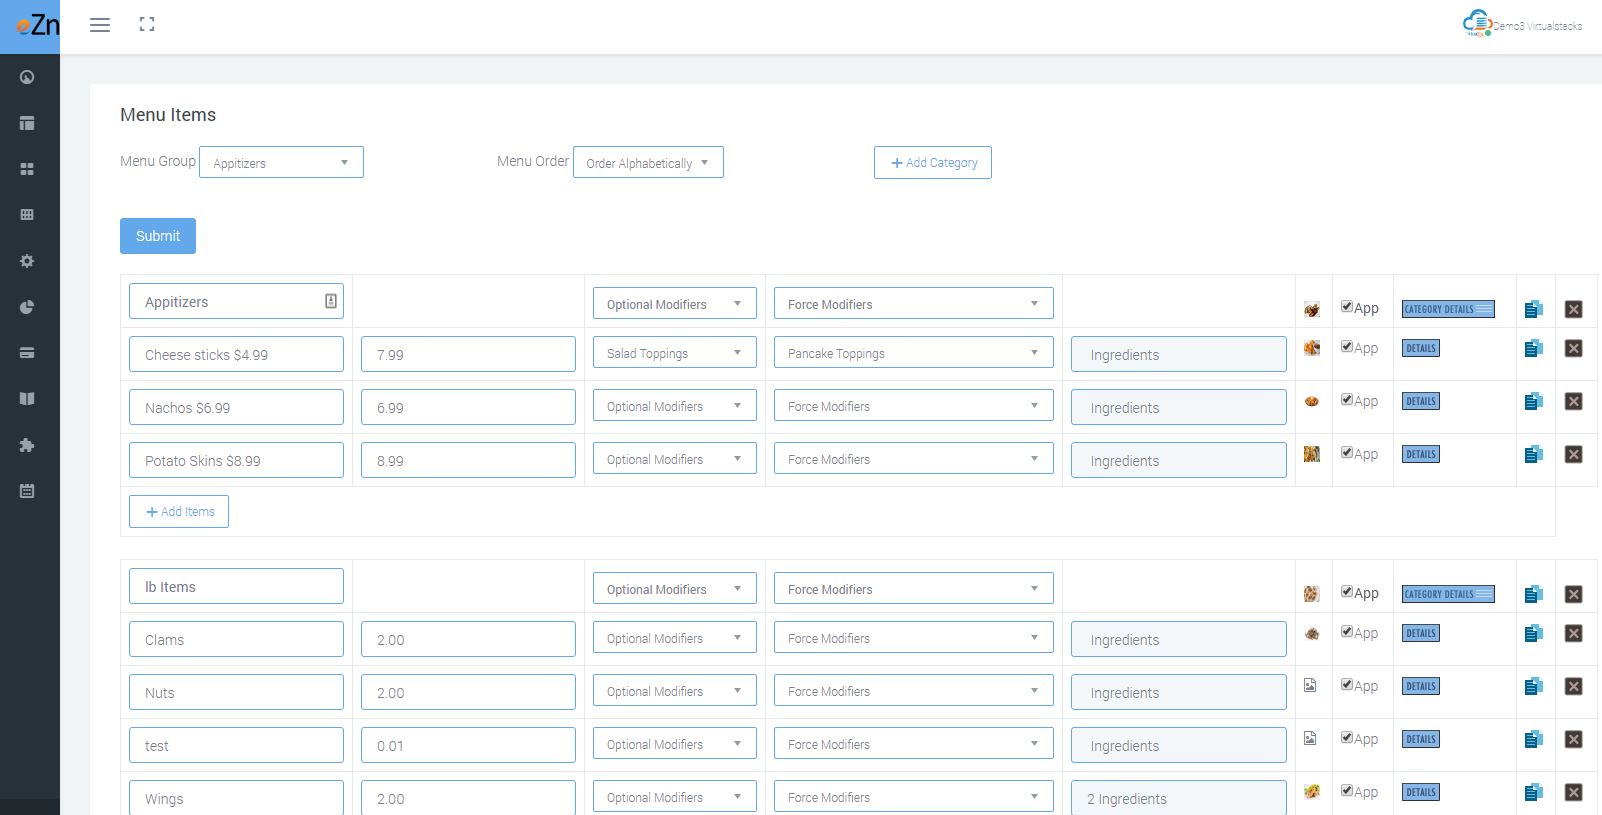 eZn
Demo3 Virtualstacks
Menu Items
Menu Group Appitizers Menu Order Order Alphabetically + Add Category
Submit
Appitizers Optional Modifiers Force Modifiers App CATEGORY DETAILS
Cheese sticks $4.99 7.99 Salad Toppings Pancake Toppings Ingredients App DETAILS
Nachos $6.99 6.99 Optional Modifiers Force Modifiers Ingredients App DETAILS
Potato Skins $8.99 8.99 Optional Modifiers Force Modifiers Ingredients App DETAILS
+ Add Items
lb Items Optional Modifiers Force Modifiers App CATEGORY DETAILS
Clams 2.00 Optional Modifiers Force Modifiers Ingredients App DETAILS
Nuts 2.00 Optional Modifiers Force Modifiers Ingredients App DETAILS
test 0.01 Optional Modifiers Force Modifiers Ingredients App DETAILS
Wings 2.00 Optional Modifiers Force Modifiers 2 Ingredients App DETAILS